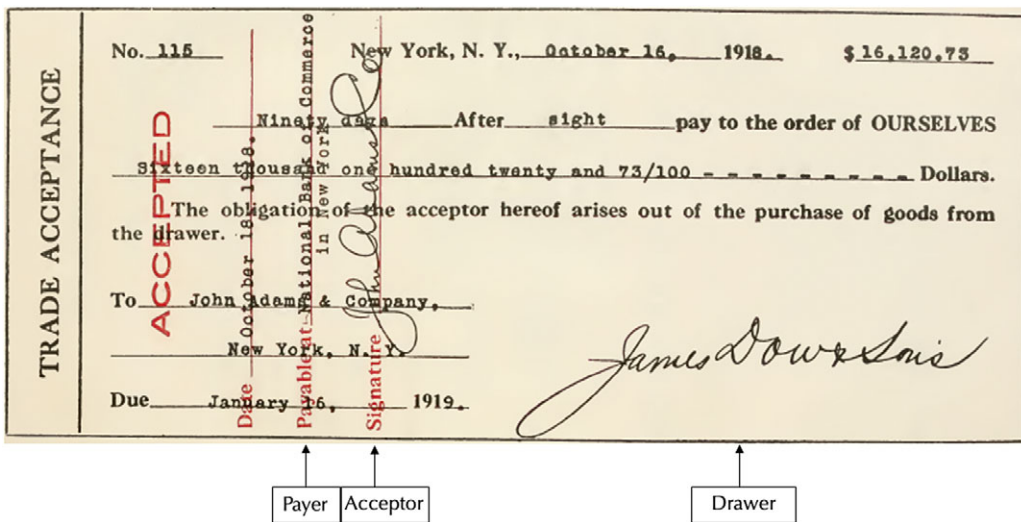 TRADE ACCEPTANCE
No. 115 New York, N. Y., October 16, 1918. $ 16,120.73
Ninety days After sight pay to the order of OURSELVES
Sixteen thousand one hundred twenty and 73/100 - - - - - - - - - Dollars.
The obligation of the acceptor hereof arises out of the purchase of goods from
the drawer.
To John Adams & Company,
New York, N. Y.
Due January 16, 1919.
ACCEPTED
Date October 18, 1918.
Payable at National Bank of Commerce
in New York
Signature John Adams & Co
James Dow & Sons
Payer
Acceptor
Drawer